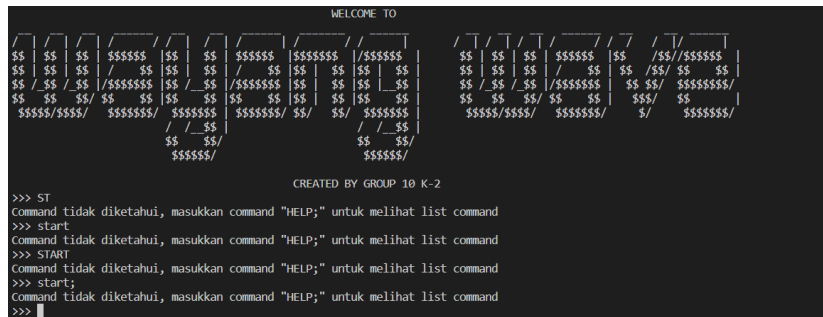 WELCOME TO
wayang wave
CREATED BY GROUP 10 K-2
>>> ST
Command tidak diketahui, masukkan command "HELP;" untuk melihat list command
>>> start
Command tidak diketahui, masukkan command "HELP;" untuk melihat list command
>>> START
Command tidak diketahui, masukkan command "HELP;" untuk melihat list command
>>> start;
Command tidak diketahui, masukkan command "HELP;" untuk melihat list command
>>>